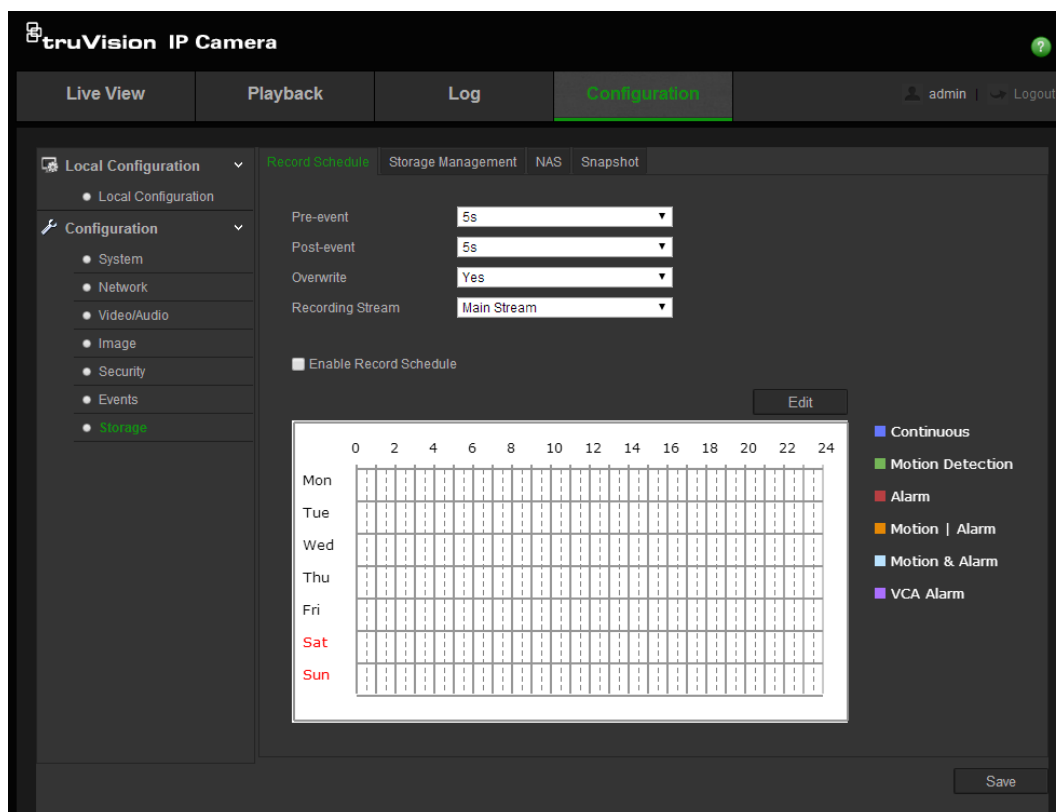 truVision IP Camera
?
Live View Playback Log Configuration admin | Logout
Local Configuration
Local Configuration
Configuration
System
Network
Video/Audio
Image
Security
Events
Storage
Record Schedule Storage Management NAS Snapshot
Pre-event 5s
Post-event 5s
Overwrite Yes
Recording Stream Main Stream
Enable Record Schedule
Edit
0 2 4 6 8 10 12 14 16 18 20 22 24
Mon
Tue
Wed
Thu
Fri
Sat
Sun
Continuous
Motion Detection
Alarm
Motion | Alarm
Motion & Alarm
VCA Alarm
Save